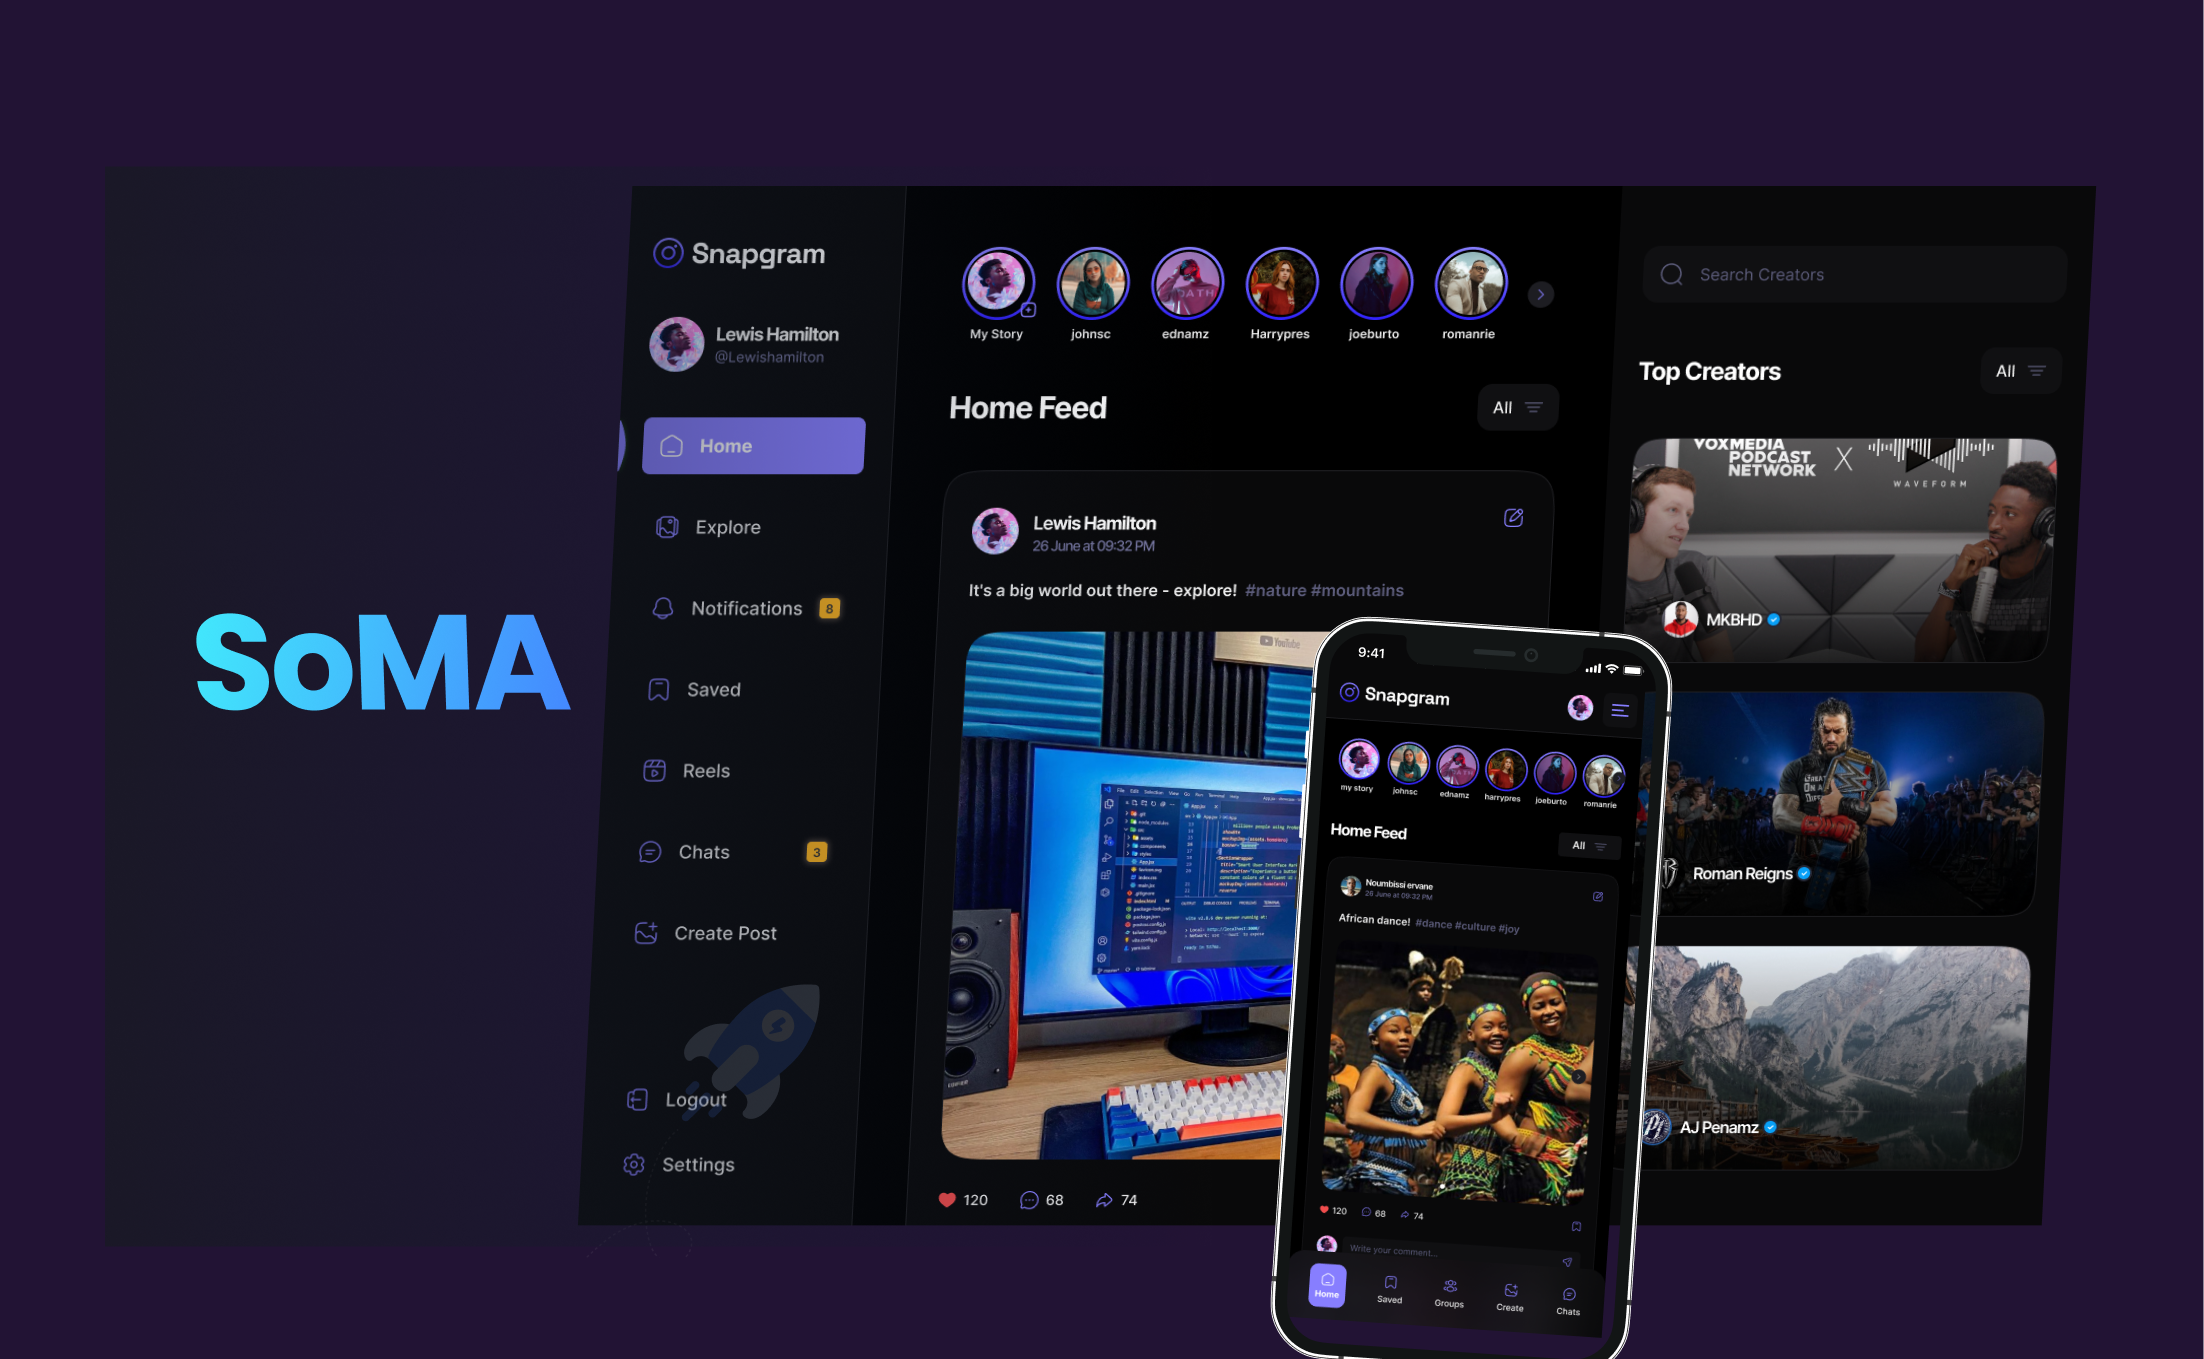 SoMA
Snapgram
Lewis Hamilton
@Lewishamilton
Home
Explore
Notifications 8
Saved
Reels
Chats 3
Create Post
Logout
Settings
My Story
johnsc
ednamz
Harrypres
joeburto
romanrie
Home Feed
All
Lewis Hamilton
26 June at 09:32 PM
It's a big world out there - explore! #nature #mountains
YouTube
EDIFIER
120
68
74
Search Creators
Top Creators
All
VOXMEDIA
PODCAST
NETWORK
X
WAVEFORM
MKBHD
Roman Reigns
AJ Penamz
9:41
Snapgram
my story
johnsc
ednamz
harrypres
joeburto
romanrie
Home Feed
All
Noumbissi ervane
26 June at 09:32 PM
African dance! #dance #culture #joy
120
68
74
Write your comment...
Home
Saved
Groups
Create
Chats